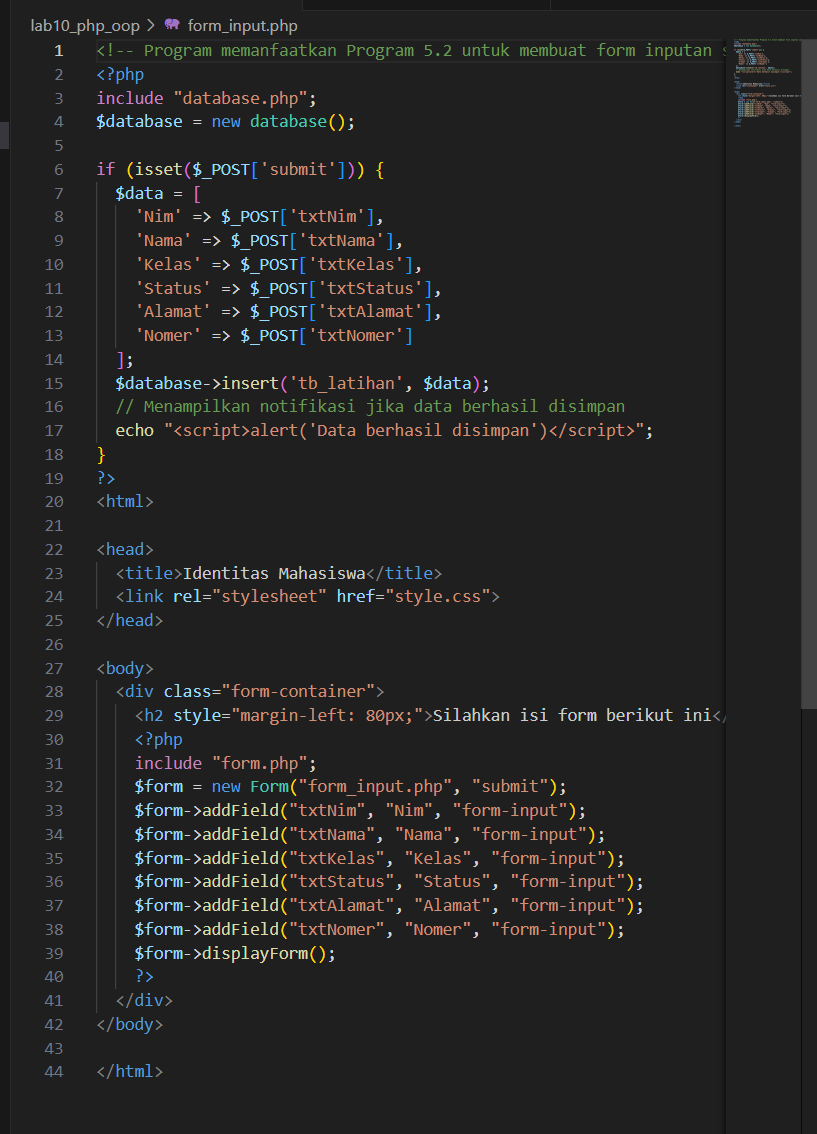 lab10_php_oop > form_input.php
1 <!-- Program memanfaatkan Program 5.2 untuk membuat form inputan
2 <?php
3 include "database.php";
4 $database = new database();
5
6 if (isset($_POST['submit'])) {
7 $data = [
8 'Nim' => $_POST['txtNim'],
9 'Nama' => $_POST['txtNama'],
10 'Kelas' => $_POST['txtKelas'],
11 'Status' => $_POST['txtStatus'],
12 'Alamat' => $_POST['txtAlamat'],
13 'Nomer' => $_POST['txtNomer']
14 ];
15 $database->insert('tb_latihan', $data);
16 // Menampilkan notifikasi jika data berhasil disimpan
17 echo "<script>alert('Data berhasil disimpan')</script>";
18 }
19 ?>
20 <html>
21
22 <head>
23 <title>Identitas Mahasiswa</title>
24 <link rel="stylesheet" href="style.css">
25 </head>
26
27 <body>
28 <div class="form-container">
29 <h2 style="margin-left: 80px;">Silahkan isi form berikut ini</
30 <?php
31 include "form.php";
32 $form = new Form("form_input.php", "submit");
33 $form->addField("txtNim", "Nim", "form-input");
34 $form->addField("txtNama", "Nama", "form-input");
35 $form->addField("txtKelas", "Kelas", "form-input");
36 $form->addField("txtStatus", "Status", "form-input");
37 $form->addField("txtAlamat", "Alamat", "form-input");
38 $form->addField("txtNomer", "Nomer", "form-input");
39 $form->displayForm();
40 ?>
41 </div>
42 </body>
43
44 </html>